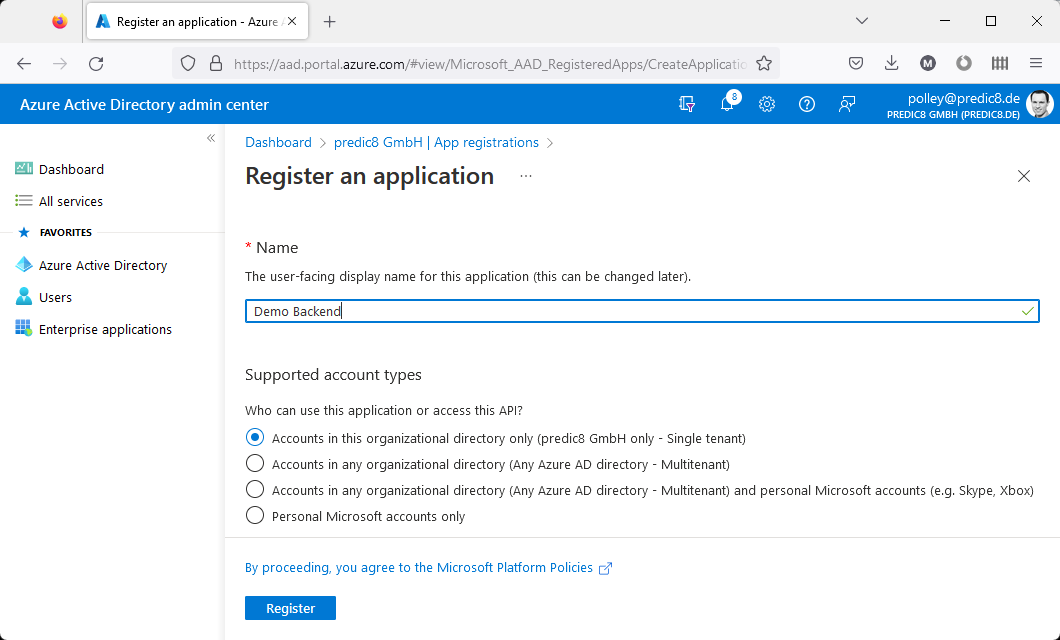 Register an application - Azure A
https://aad.portal.azure.com/#view/Microsoft_AAD_RegisteredApps/CreateApplicatio
M
Azure Active Directory admin center
8
polley@predic8.de
PREDIC8 GMBH (PREDIC8.DE)
«
Dashboard
All services
FAVORITES
Azure Active Directory
Users
Enterprise applications
Dashboard > predic8 GmbH | App registrations >
Register an application ...
* Name
The user-facing display name for this application (this can be changed later).
Demo Backend
Supported account types
Who can use this application or access this API?
Accounts in this organizational directory only (predic8 GmbH only - Single tenant)
Accounts in any organizational directory (Any Azure AD directory - Multitenant)
Accounts in any organizational directory (Any Azure AD directory - Multitenant) and personal Microsoft accounts (e.g. Skype, Xbox)
Personal Microsoft accounts only
By proceeding, you agree to the Microsoft Platform Policies
Register